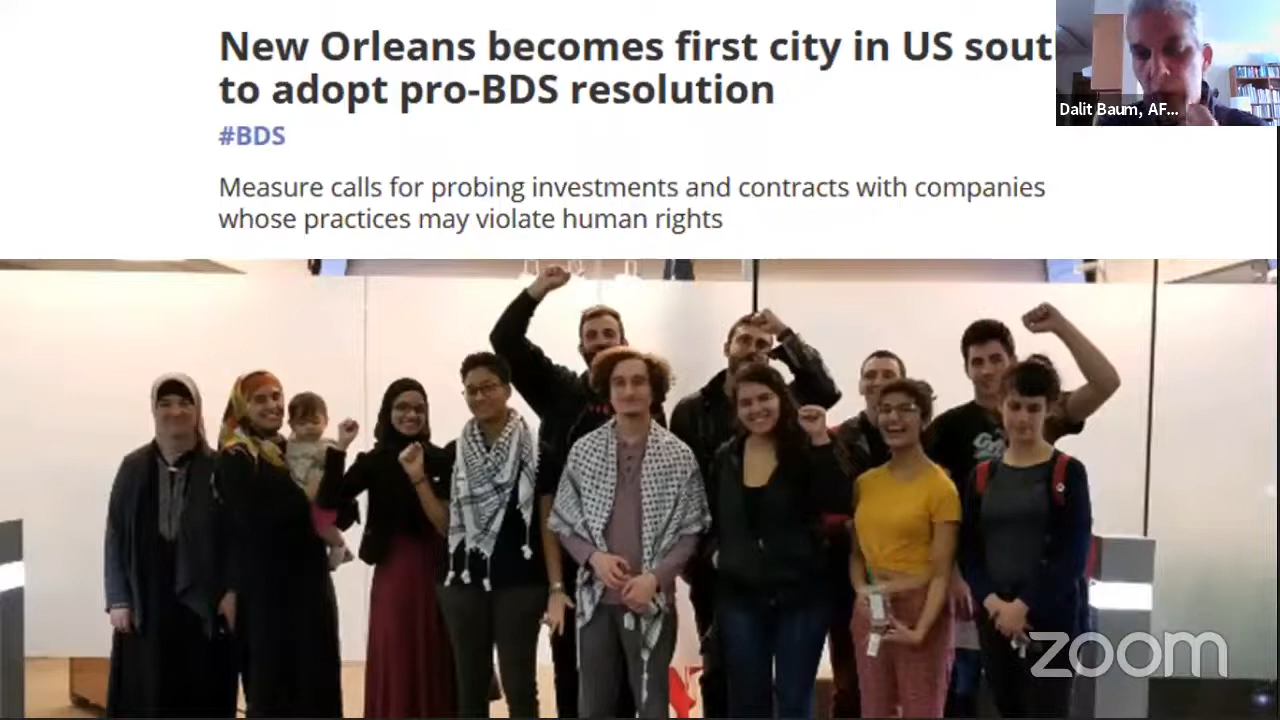 New Orleans becomes first city in US sout
to adopt pro-BDS resolution
#BDS
Measure calls for probing investments and contracts with companies
whose practices may violate human rights
Dalit Baum, AF...
zoom